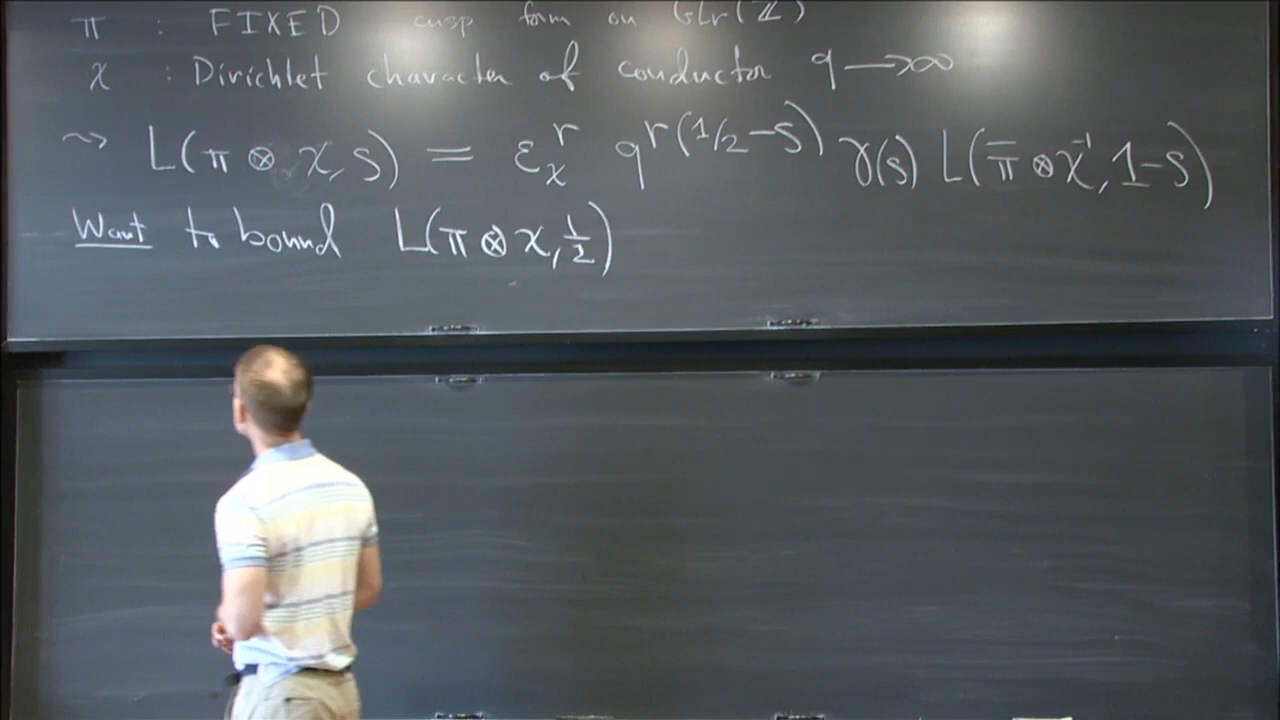 π : FIXED cusp form on GLr(Z)
χ : Dirichlet character of conductor q → ∞
⇝ L(π ⊗ χ, s) = ε_χ^r q^{r(1/2-s)} γ(s) L(π̄ ⊗ χ^{-1}, 1-s)
Want to bound L(π ⊗ χ, 1/2)